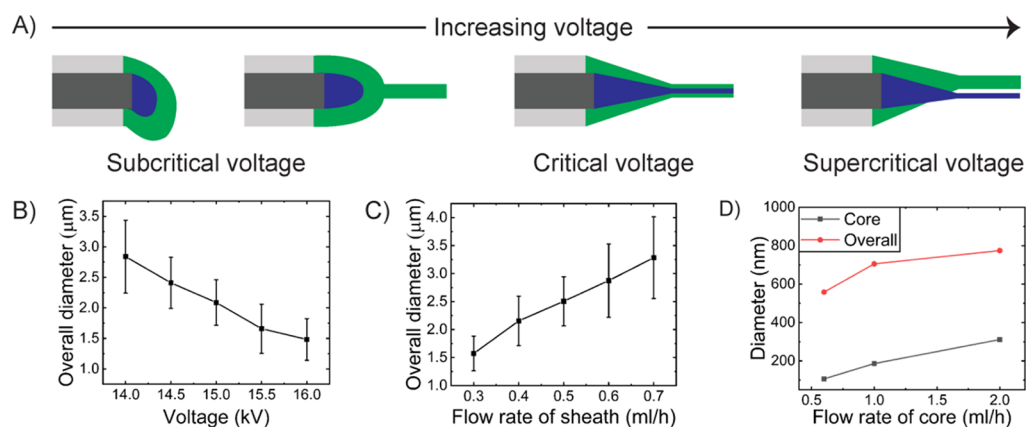 A)
Increasing voltage
Subcritical voltage
Critical voltage
Supercritical voltage
B)
Overall diameter (μm)
3.5
3.0
2.5
2.0
1.5
1.0
14.0 14.5 15.0 15.5 16.0
Voltage (kV)
C)
Overall diameter (μm)
4.0
3.5
3.0
2.5
2.0
1.5
1.0
0.3 0.4 0.5 0.6 0.7
Flow rate of sheath (ml/h)
D)
Diameter (nm)
1000
800
600
400
200
Core
Overall
0.5 1.0 1.5 2.0
Flow rate of core (ml/h)